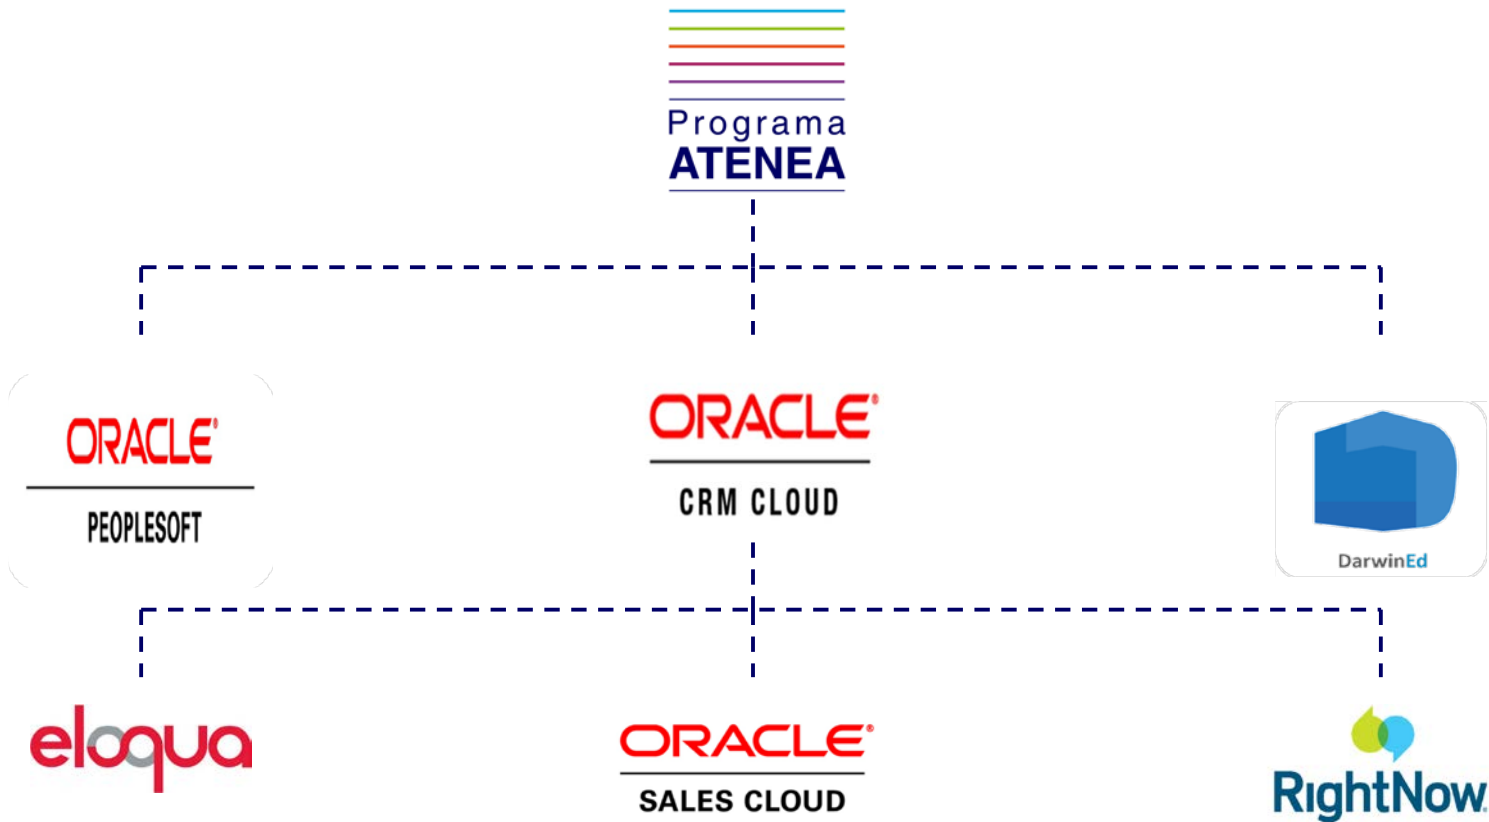 Programa
ATENEA
ORACLE®
PEOPLESOFT
ORACLE®
CRM CLOUD
DarwinEd
eloqua
ORACLE®
SALES CLOUD
RightNow